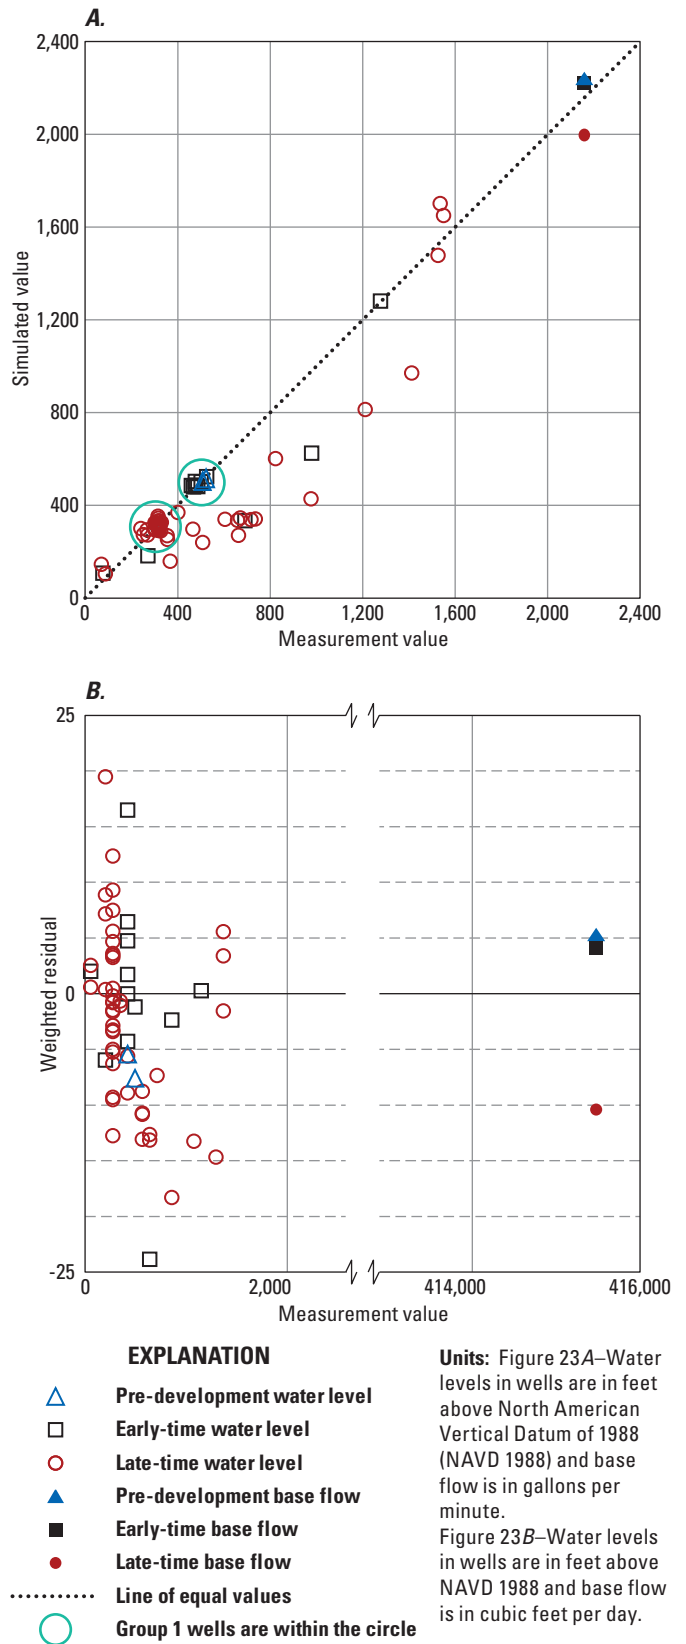 A.
2,400
2,000
1,600
1,200
800
400
0
Simulated value
0 400 800 1,200 1,600 2,000 2,400
Measurement value
B.
25
0
-25
Weighted residual
0 2,000 414,000 416,000
Measurement value
EXPLANATION
Pre-development water level
Early-time water level
Late-time water level
Pre-development base flow
Early-time base flow
Late-time base flow
Line of equal values
Group 1 wells are within the circle
Units: Figure 23A–Water
levels in wells are in feet
above North American
Vertical Datum of 1988
(NAVD 1988) and base
flow is in gallons per
minute.
Figure 23B–Water levels
in wells are in feet above
NAVD 1988 and base flow
is in cubic feet per day.